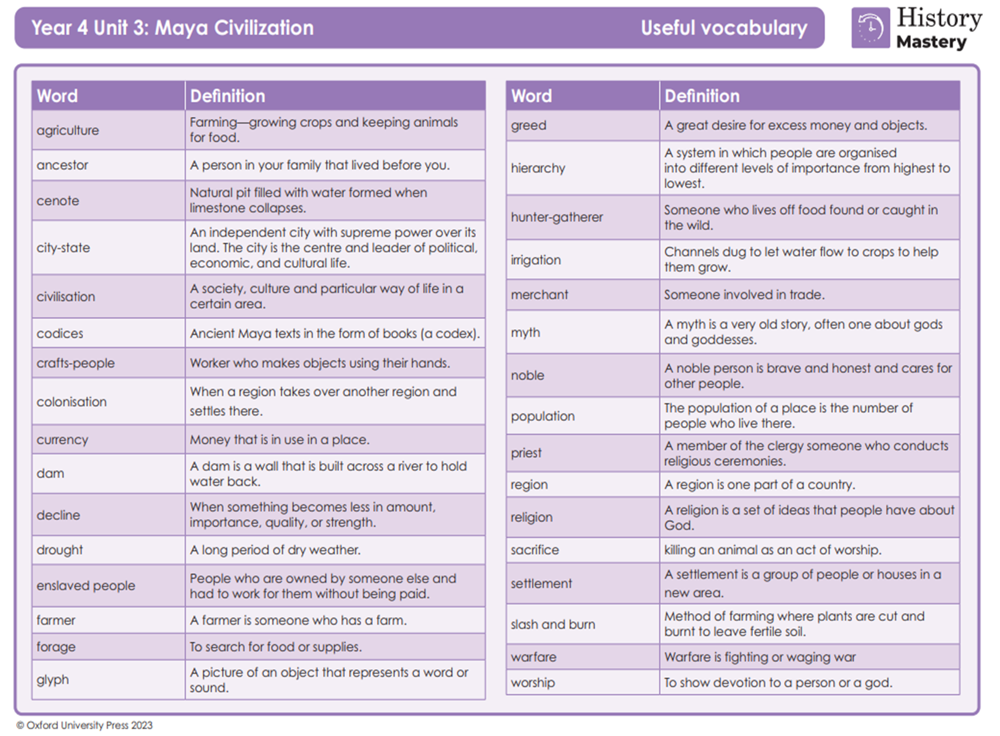 Year 4 Unit 3: Maya Civilization
Useful vocabulary
History
Mastery
Word Definition
agriculture
Farming—growing crops and keeping animals
for food.
ancestor
A person in your family that lived before you.
cenote
Natural pit filled with water formed when
limestone collapses.
city-state
An independent city with supreme power over its
land. The city is the centre and leader of political,
economic, and cultural life.
civilisation
A society, culture and particular way of life in a
certain area.
codices
Ancient Maya texts in the form of books (a codex).
crafts-people
Worker who makes objects using their hands.
colonisation
When a region takes over another region and
settles there.
currency
Money that is in use in a place.
dam
A dam is a wall that is built across a river to hold
water back.
decline
When something becomes less in amount,
importance, quality, or strength.
drought
A long period of dry weather.
enslaved people
People who are owned by someone else and
had to work for them without being paid.
farmer
A farmer is someone who has a farm.
forage
To search for food or supplies.
glyph
A picture of an object that represents a word or
sound.
Word Definition
greed
A great desire for excess money and objects.
hierarchy
A system in which people are organised
into different levels of importance from highest to
lowest.
hunter-gatherer
Someone who lives off food found or caught in
the wild.
irrigation
Channels dug to let water flow to crops to help
them grow.
merchant
Someone involved in trade.
myth
A myth is a very old story, often one about gods
and goddesses.
noble
A noble person is brave and honest and cares for
other people.
population
The population of a place is the number of
people who live there.
priest
A member of the clergy someone who conducts
religious ceremonies.
region
A region is one part of a country.
religion
A religion is a set of ideas that people have about
God.
sacrifice
killing an animal as an act of worship.
settlement
A settlement is a group of people or houses in a
new area.
slash and burn
Method of farming where plants are cut and
burnt to leave fertile soil.
warfare
Warfare is fighting or waging war
worship
To show devotion to a person or a god.
© Oxford University Press 2023